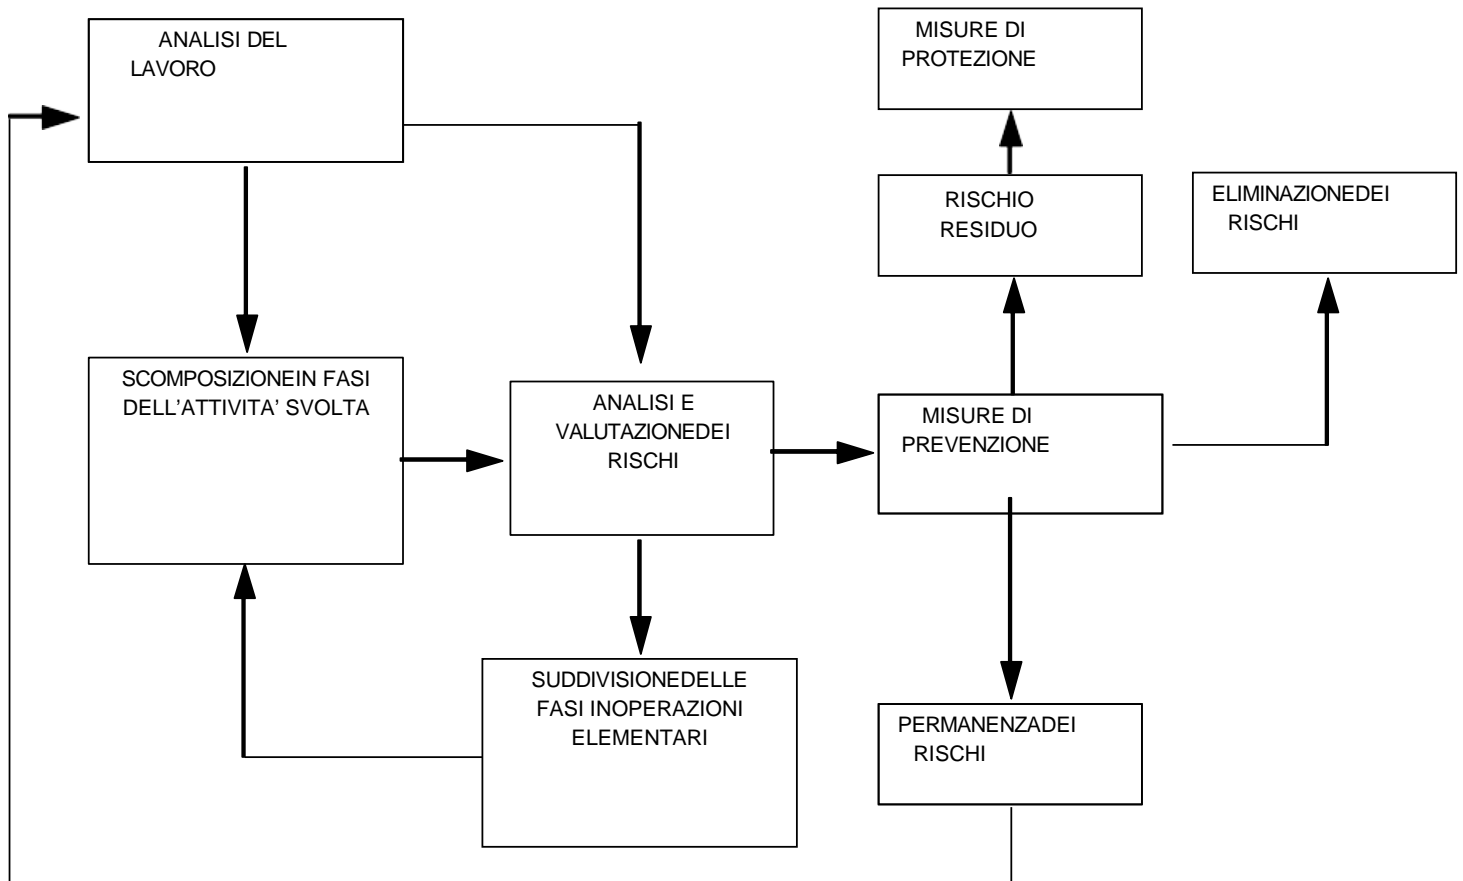 ANALISI DEL
LAVORO
MISURE DI
PROTEZIONE
RISCHIO
RESIDUO
ELIMINAZIONEDEI
RISCHI
SCOMPOSIZIONEIN FASI
DELL'ATTIVITA' SVOLTA
ANALISI E
VALUTAZIONEDEI
RISCHI
MISURE DI
PREVENZIONE
SUDDIVISIONEDELLE
FASI INOPERAZIONI
ELEMENTARI
PERMANENZADEI
RISCHI